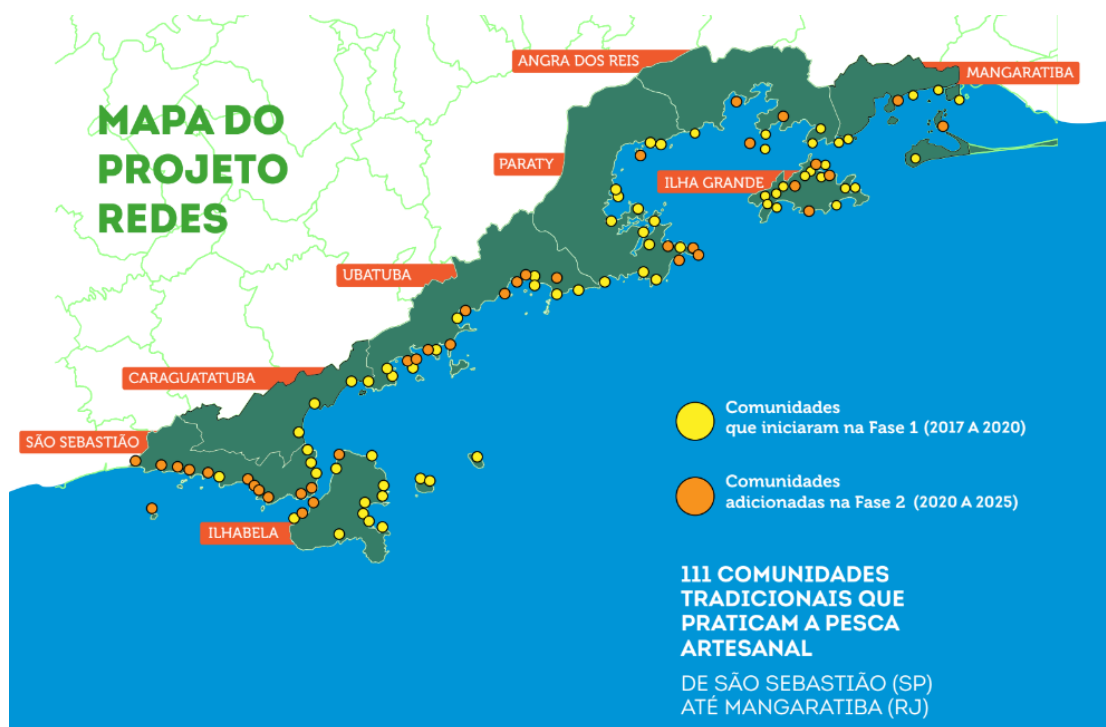 MAPA DO
PROJETO
REDES
ANGRA DOS REIS
MANGARATIBA
PARATY
ILHA GRANDE
UBATUBA
CARAGUATATUBA
SÃO SEBASTIÃO
ILHABELA
Comunidades
que iniciaram na Fase 1 (2017 A 2020)
Comunidades
adicionadas na Fase 2 (2020 A 2025)
111 COMUNIDADES
TRADICIONAIS QUE
PRATICAM A PESCA
ARTESANAL
DE SÃO SEBASTIÃO (SP)
ATÉ MANGARATIBA (RJ)